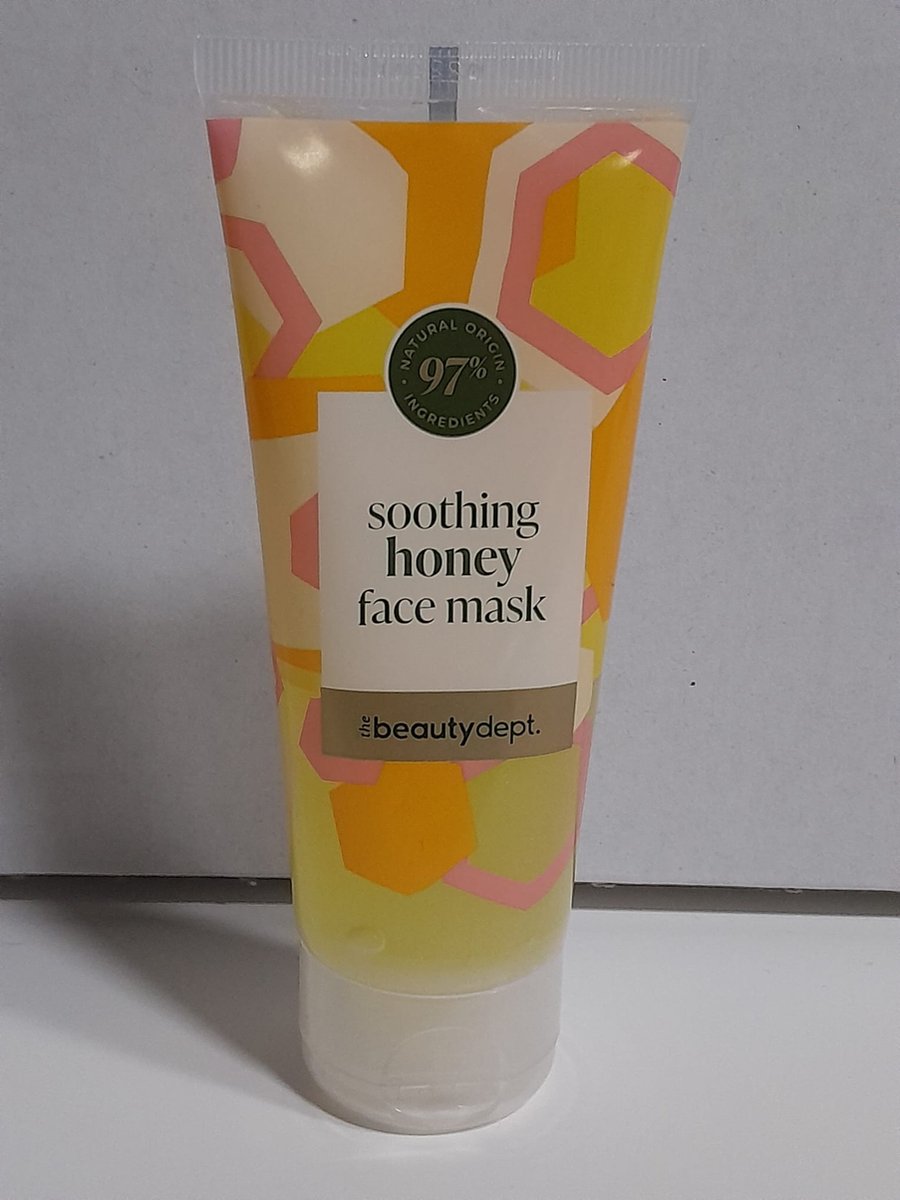 NATURAL ORIGIN
97%
INGREDIENTS
soothing
honey
face mask
the beautydept.